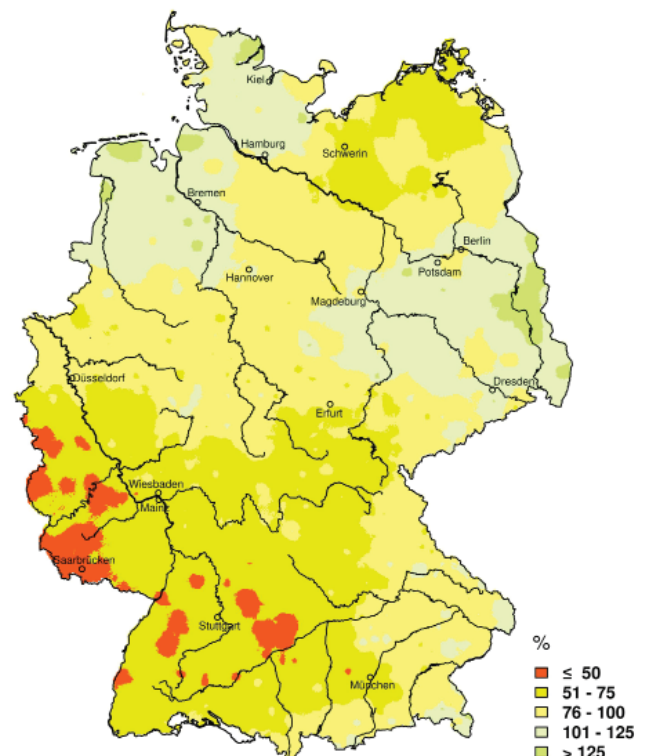 Kiel
Hamburg
Schwerin
Bremen
Berlin
Hannover
Potsdam
Magdeburg
Düsseldorf
Dresden
Erfurt
Wiesbaden
Mainz
Saarbrücken
Stuttgart
München
%
≤ 50
51 - 75
76 - 100
101 - 125
> 125